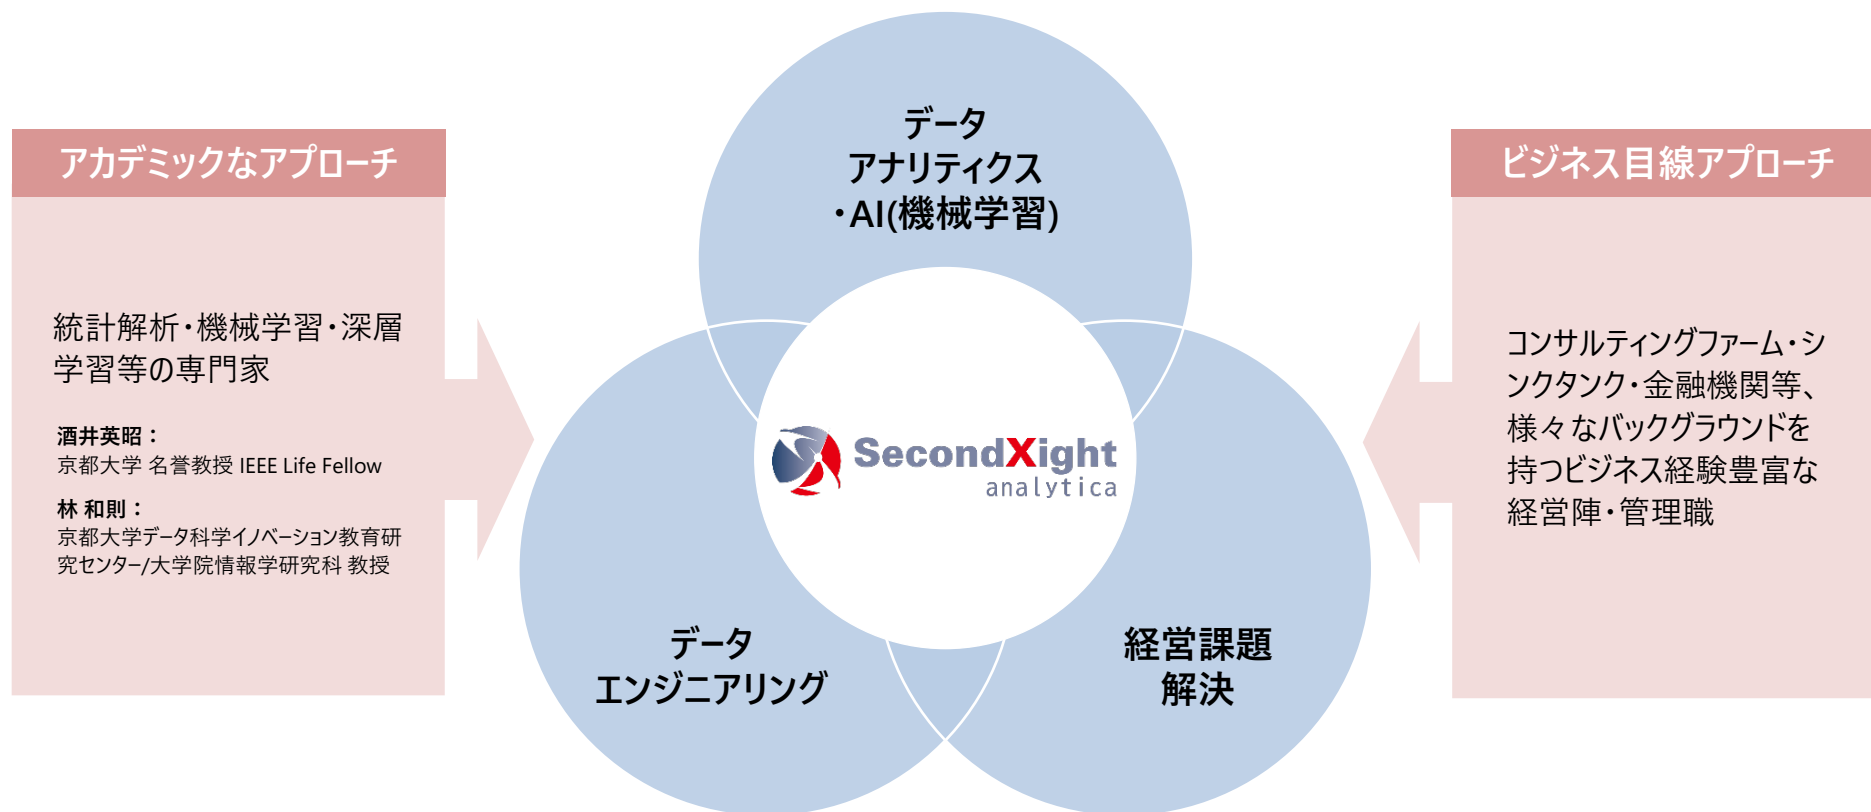 アカデミックなアプローチ
統計解析・機械学習・深層
学習等の専門家
酒井英昭：
京都大学 名誉教授 IEEE Life Fellow
林 和則：
京都大学データ科学イノベーション教育研
究センター/大学院情報学研究科 教授
データ
アナリティクス
・AI(機械学習)
SecondXight
analytica
データ
エンジニアリング
経営課題
解決
ビジネス目線アプローチ
コンサルティングファーム・シ
ンクタンク・金融機関等、
様々なバックグラウンドを
持つビジネス経験豊富な
経営陣・管理職